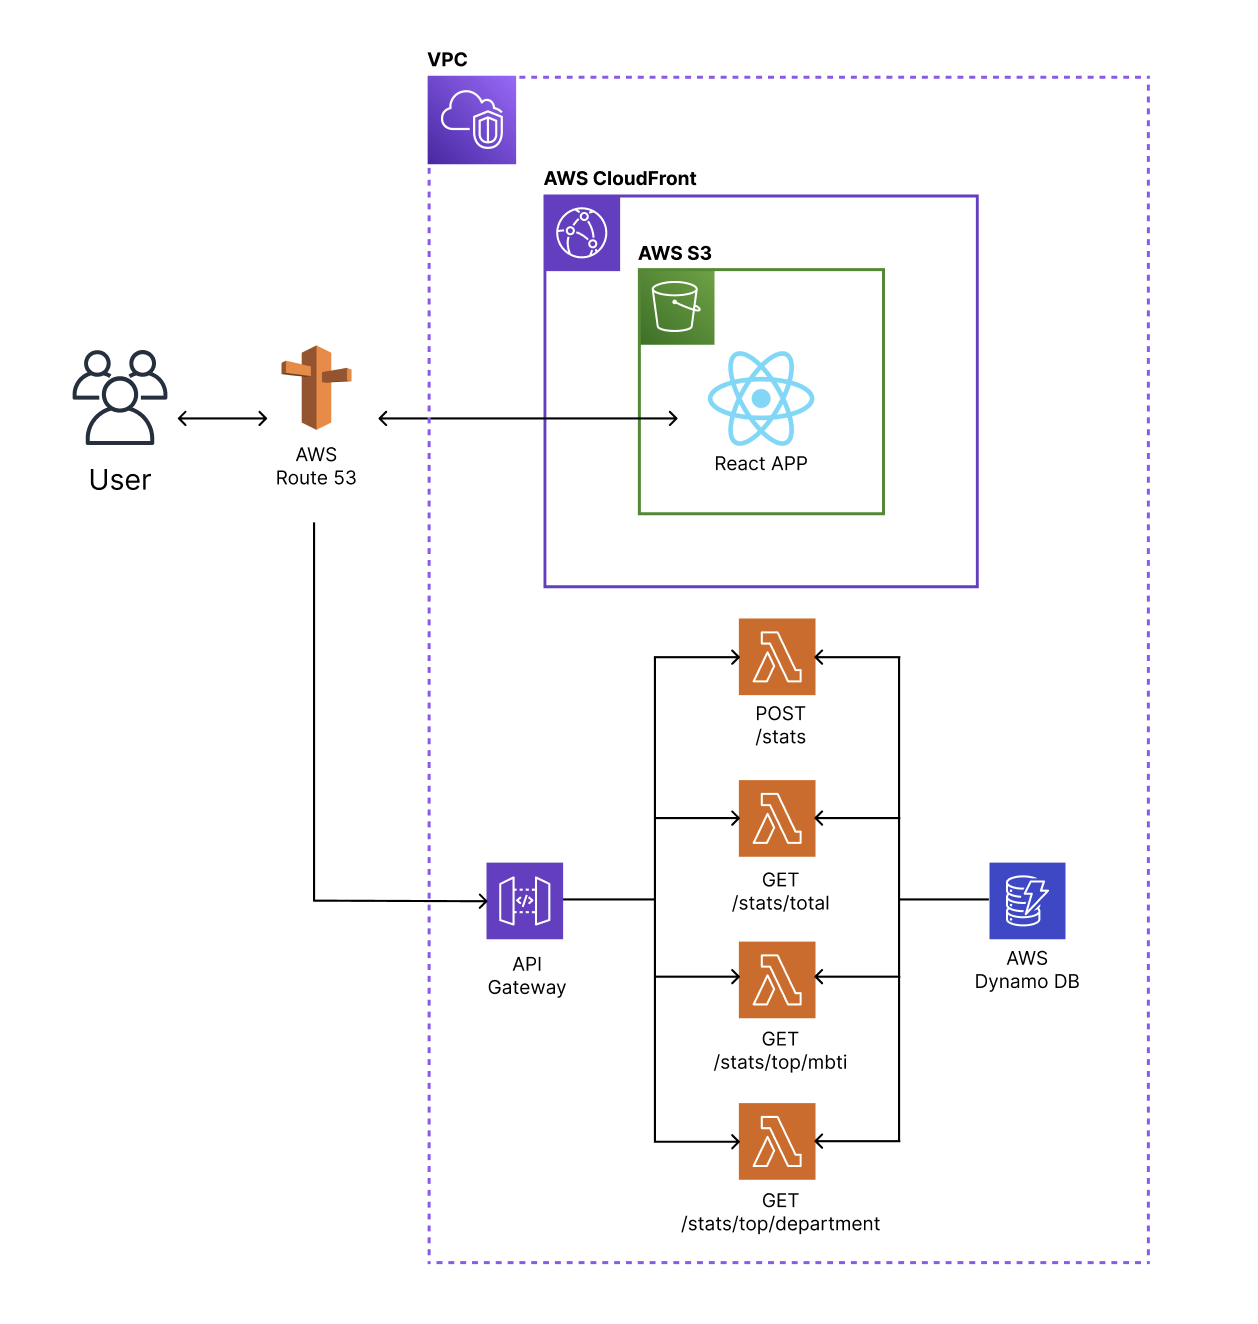 VPC
AWS CloudFront
AWS S3
React APP
User
AWS
Route 53
POST
/stats
GET
/stats/total
API
Gateway
AWS
Dynamo DB
GET
/stats/top/mbti
GET
/stats/top/department